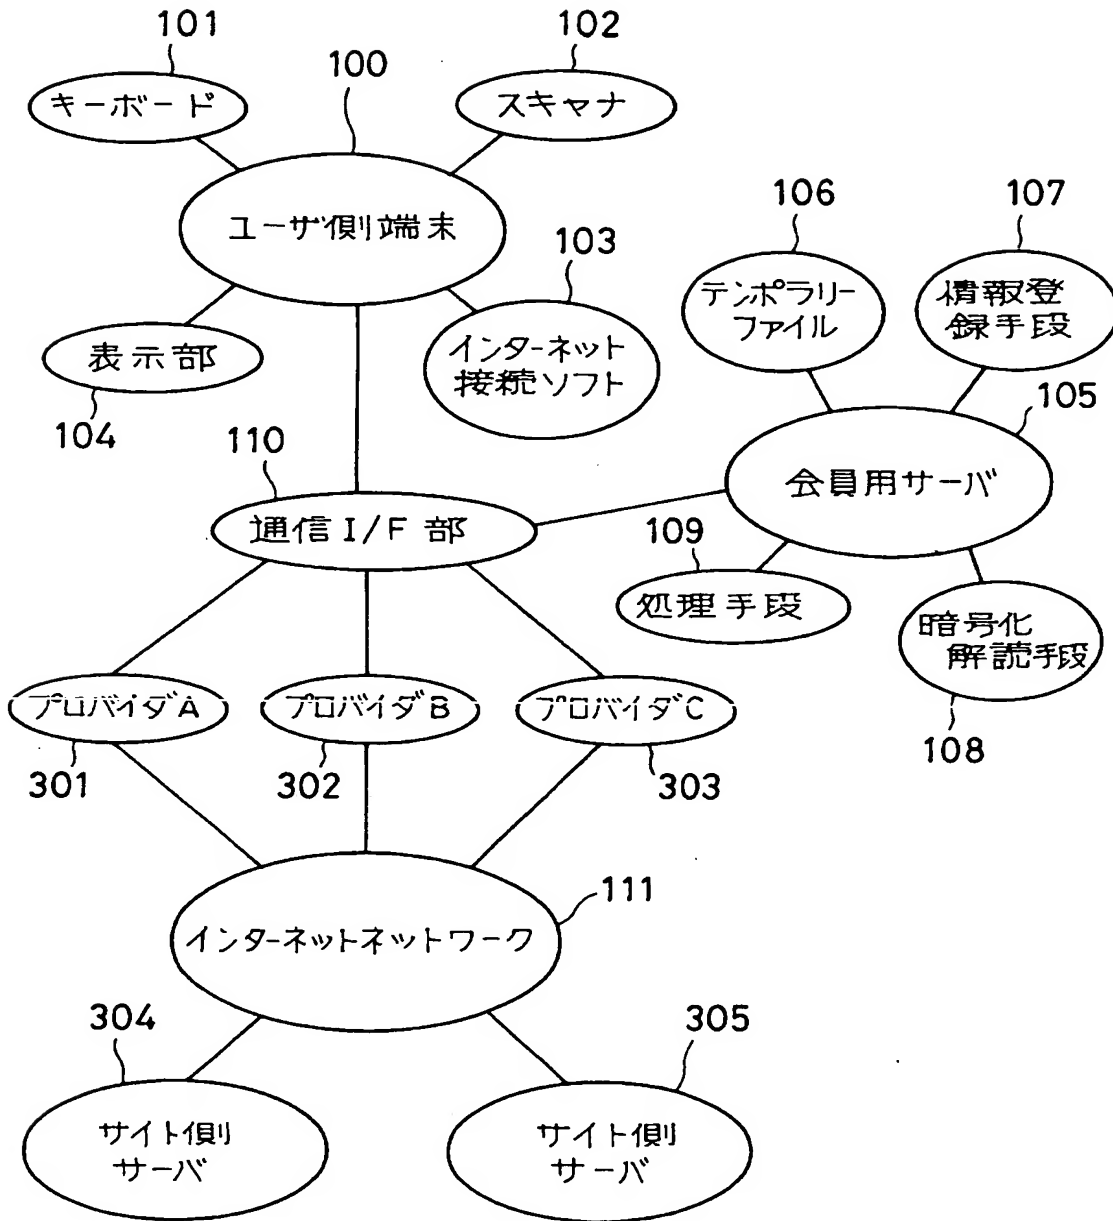 101
102
100
キーボード
スキャナ
ユーザ側端末
103
106
107
テンポラリー
ファイル
情報登
録手段
表示部
104
インターネット
接続ソフト
105
110
会員用サーバ
通信I/F部
109
処理手段
暗号化
解読手段
108
プロバイダA
プロバイダB
プロバイダC
301
302
303
111
インターネットネットワーク
304
305
サイト側
サーバ
サイト側
サーバ